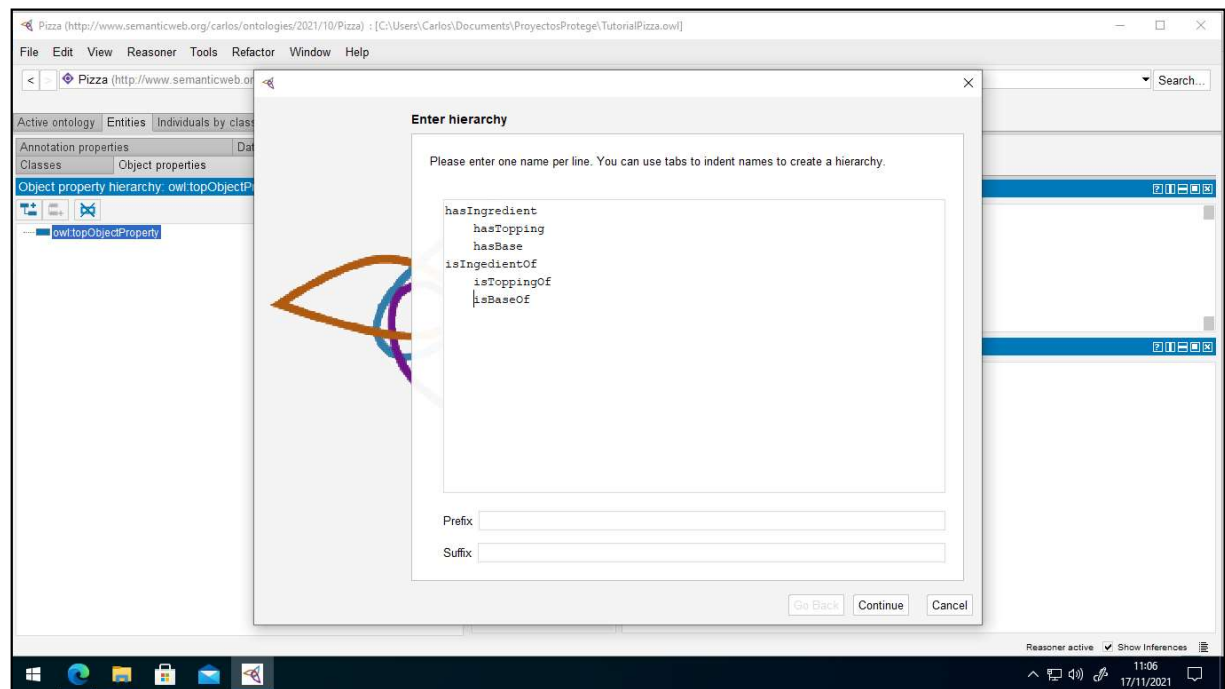 Pizza (http://www.semanticweb.org/carlos/ontologies/2021/10/Pizza) : [C:\Users\Carlos\Documents\ProyectosProtege\TutorialPizza.owl]
File Edit View Reasoner Tools Refactor Window Help
< > Pizza (http://www.semanticweb.or
Search...
Active ontology Entities Individuals by class
Annotation properties Dat
Classes Object properties
Object property hierarchy: owl:topObjectPr
owl:topObjectProperty
Enter hierarchy
Please enter one name per line. You can use tabs to indent names to create a hierarchy.
hasIngredient
hasTopping
hasBase
isIngedientOf
isToppingOf
isBaseOf
Prefix
Suffix
Go Back Continue Cancel
Reasoner active Show Inferences
11:06
17/11/2021